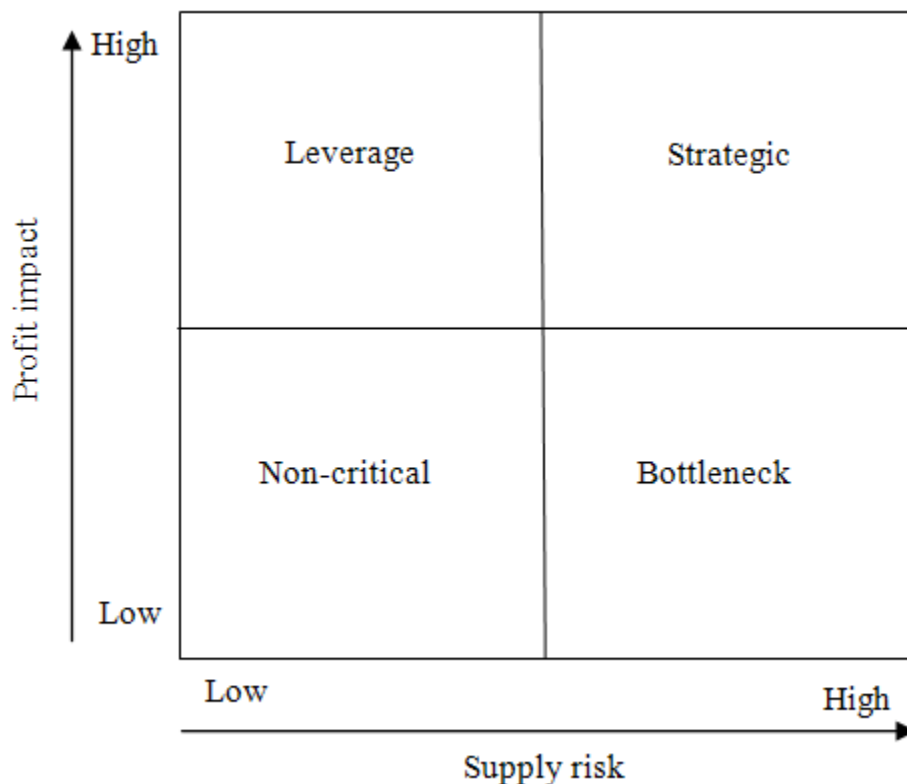 High
Leverage
Strategic
Profit impact
Non-critical
Bottleneck
Low
Low
High
Supply risk